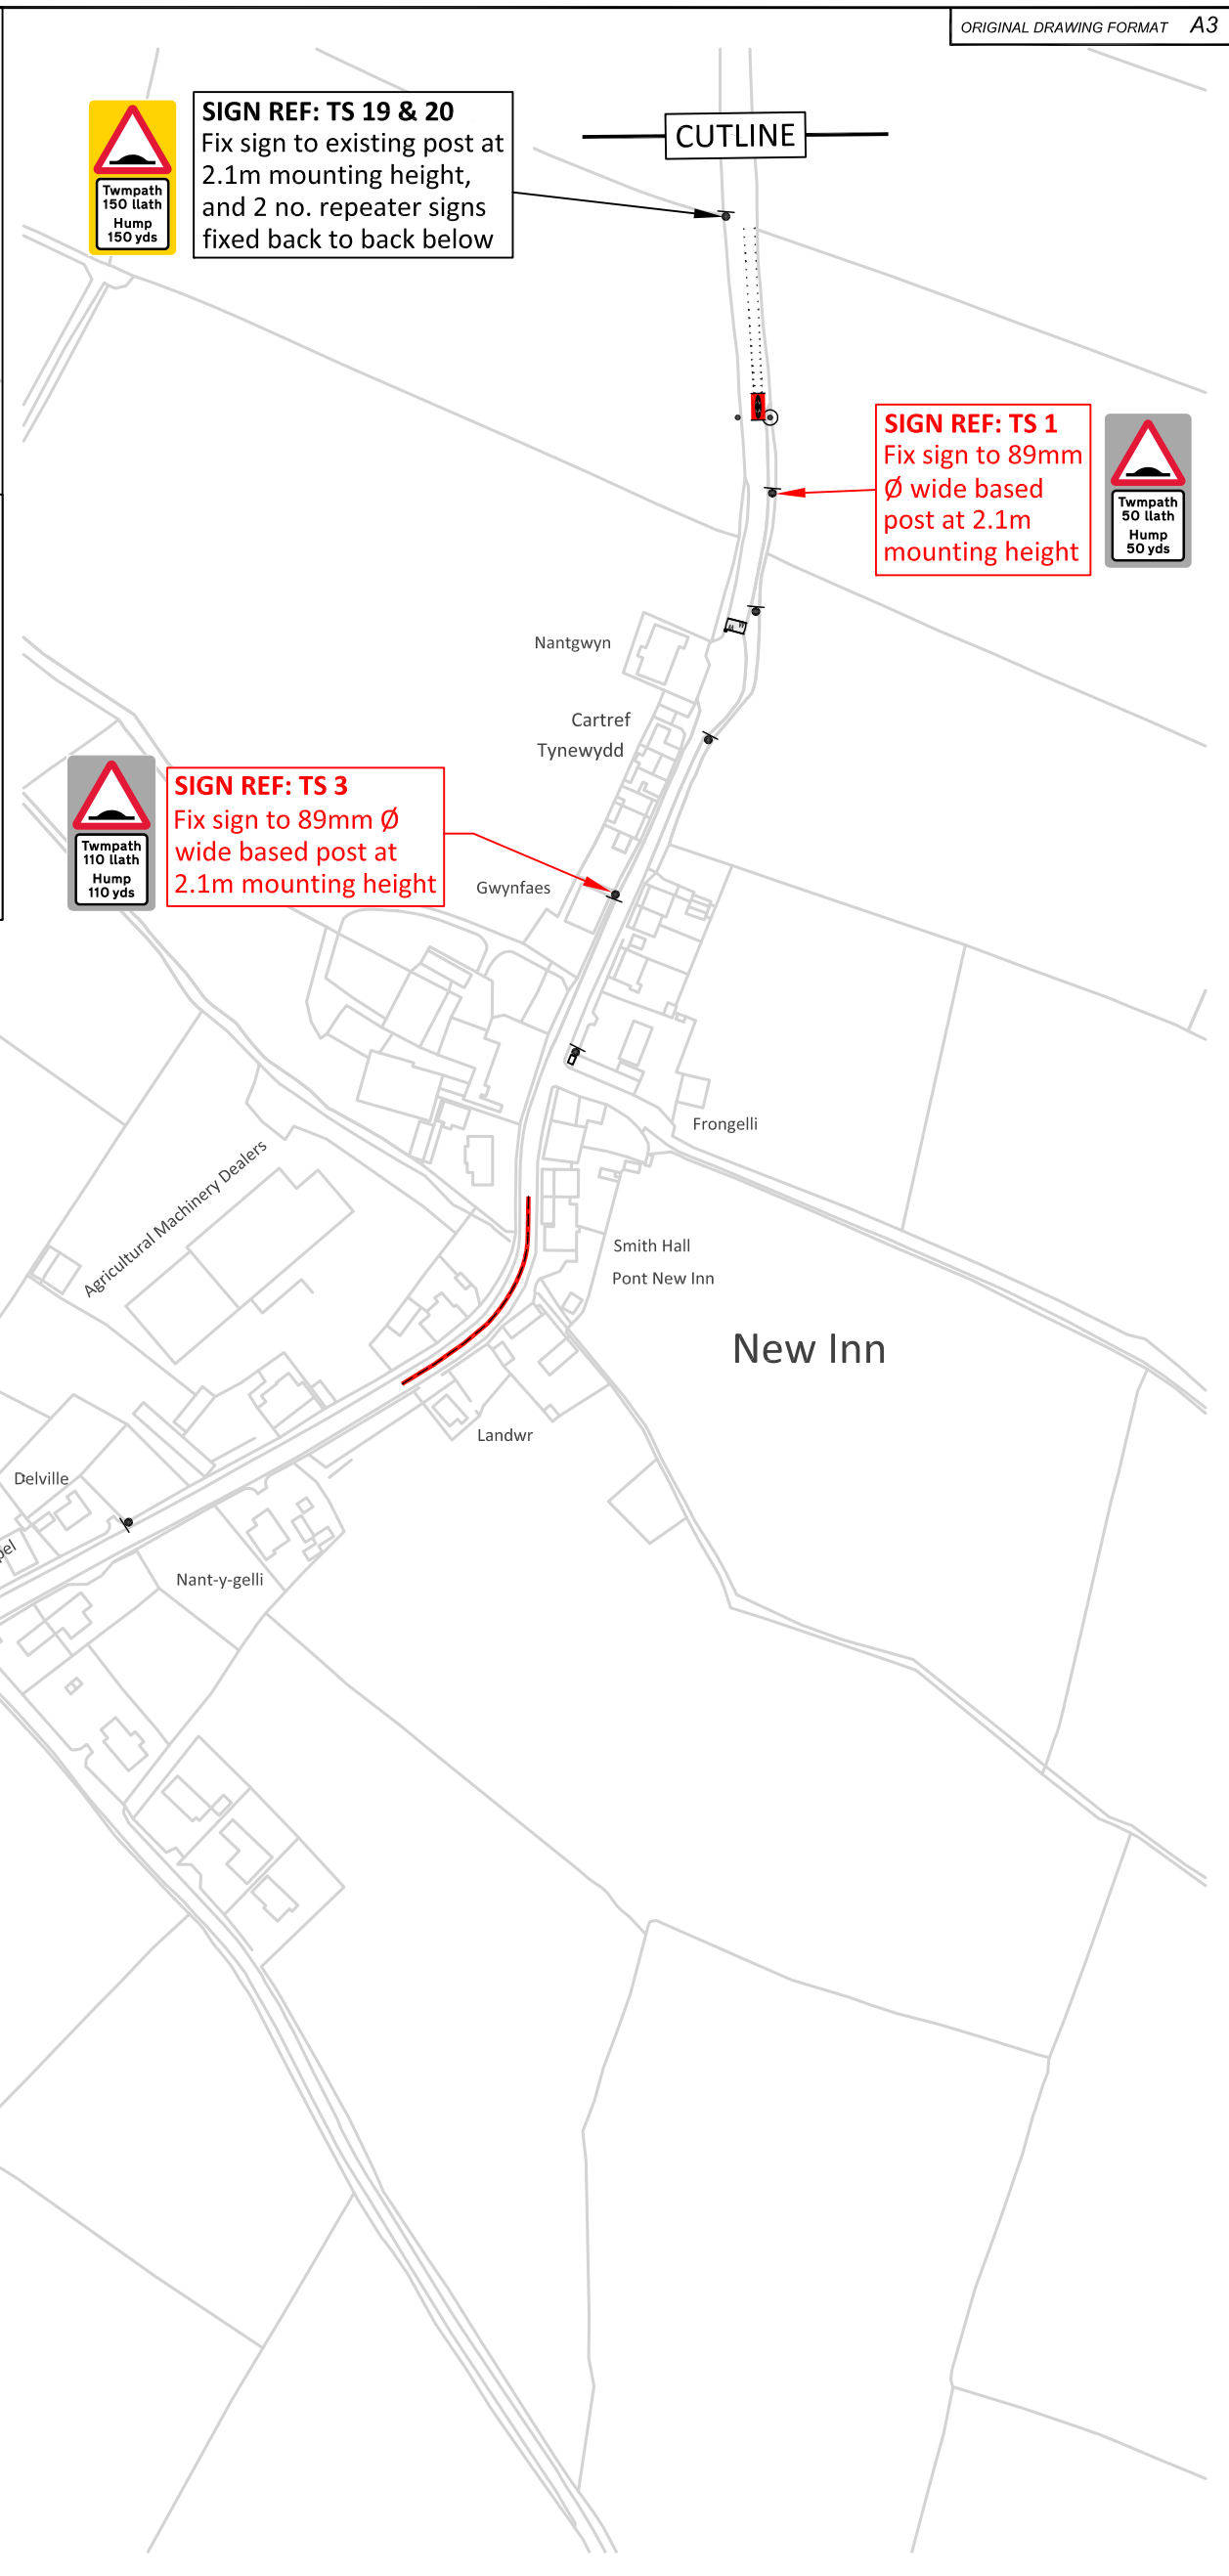 ORIGINAL DRAWING FORMAT A3
CUTLINE
SIGN REF: TS 19 & 20
Fix sign to existing post at
2.1m mounting height,
and 2 no. repeater signs
fixed back to back below
Twmpath
150 llath
Hump
150 yds
SIGN REF: TS 1
Fix sign to 89mm
Ø wide based
post at 2.1m
mounting height
Twmpath
50 llath
Hump
50 yds
Nantgwyn
Cartref
Tynewydd
Twmpath
110 llath
Hump
110 yds
SIGN REF: TS 3
Fix sign to 89mm Ø
wide based post at
2.1m mounting height
Gwynfaes
Frongelli
Agricultural Machinery Dealers
Smith Hall
Pont New Inn
New Inn
Landwr
Delville
pel
Nant-y-gelli